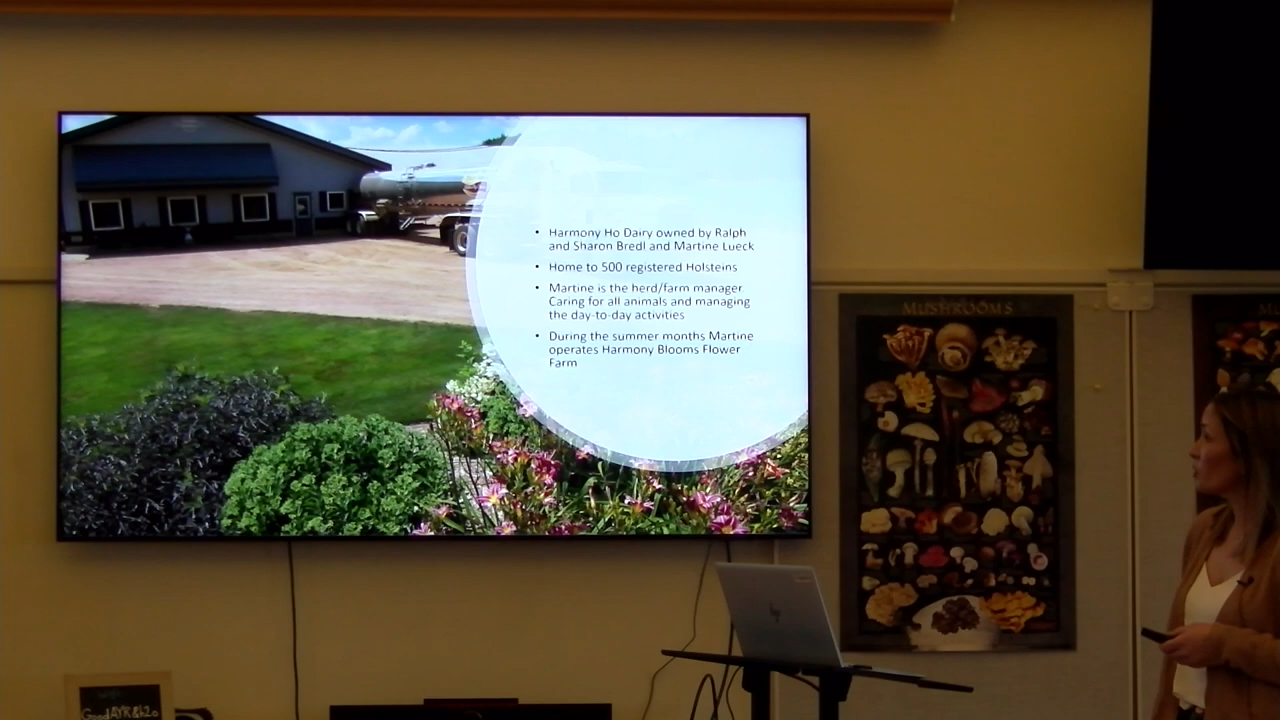 • Harmony Ho Dairy owned by Ralph
and Sharon Bredl and Martine Lueck
• Home to 500 registered Holsteins
• Martine is the herd/farm manager.
Caring for all animals and managing
the day-to-day activities
• During the summer months Martine
operates Harmony Blooms Flower
Farm
MUSHROOMS
hp